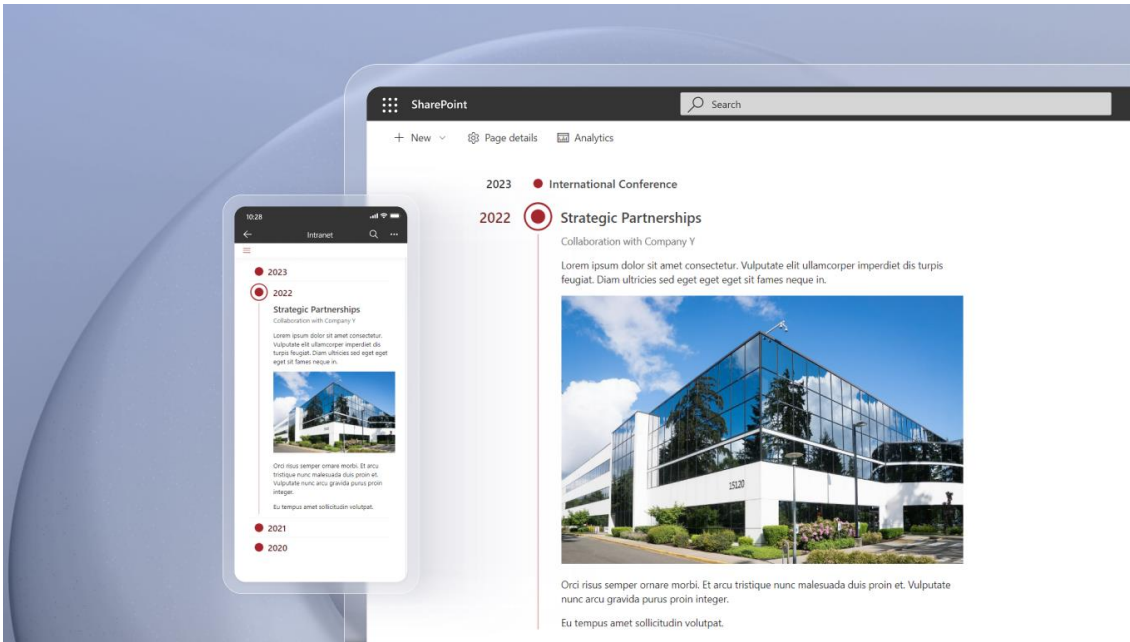 SharePoint
Search
New
Page details
Analytics
2023 International Conference
2022 Strategic Partnerships
Collaboration with Company Y
Lorem ipsum dolor sit amet consectetur. Vulputate elit ullamcorper imperdiet dis turpis
feugiat. Diam ultricies sed eget eget eget sit fames neque in.
15120
Orci risus semper ornare morbi. Et arcu tristique nunc malesuada duis proin et. Vulputate
nunc arcu gravida purus proin integer.
Eu tempus amet sollicitudin volutpat.
10:28
Intranet
2023
2022
Strategic Partnerships
Collaboration with Company Y
Lorem ipsum dolor sit amet consectetur.
Vulputate elit ullamcorper imperdiet dis
turpis feugiat. Diam ultricies sed eget eget
eget sit fames neque in.
Orci risus semper ornare morbi. Et arcu
tristique nunc malesuada duis proin et.
Vulputate nunc arcu gravida purus proin
integer.
Eu tempus amet sollicitudin volutpat.
2021
2020